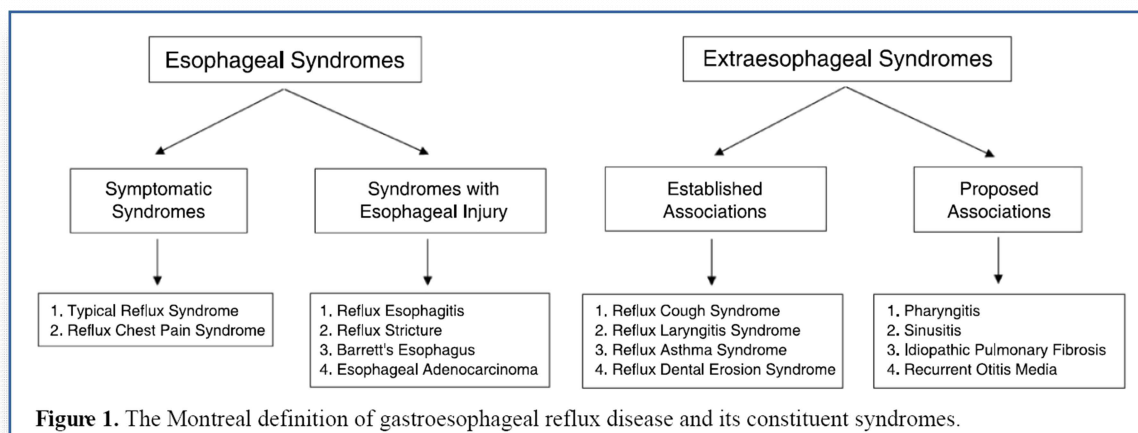 Esophageal Syndromes
Extraesophageal Syndromes
Symptomatic
Syndromes
Syndromes with
Esophageal Injury
Established
Associations
Proposed
Associations
1. Typical Reflux Syndrome
2. Reflux Chest Pain Syndrome
1. Reflux Esophagitis
2. Reflux Stricture
3. Barrett's Esophagus
4. Esophageal Adenocarcinoma
1. Reflux Cough Syndrome
2. Reflux Laryngitis Syndrome
3. Reflux Asthma Syndrome
4. Reflux Dental Erosion Syndrome
1. Pharyngitis
2. Sinusitis
3. Idiopathic Pulmonary Fibrosis
4. Recurrent Otitis Media
Figure 1. The Montreal definition of gastroesophageal reflux disease and its constituent syndromes.